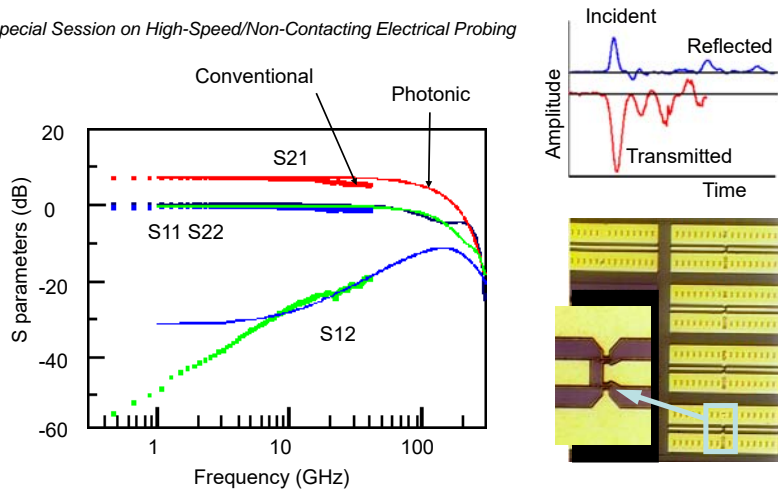 pecial Session on High-Speed/Non-Contacting Electrical Probing
Conventional
Photonic
S21
S11 S22
S12
20
0
-20
-40
-60
S parameters (dB)
1
10
100
Frequency (GHz)
Incident
Reflected
Transmitted
Amplitude
Time